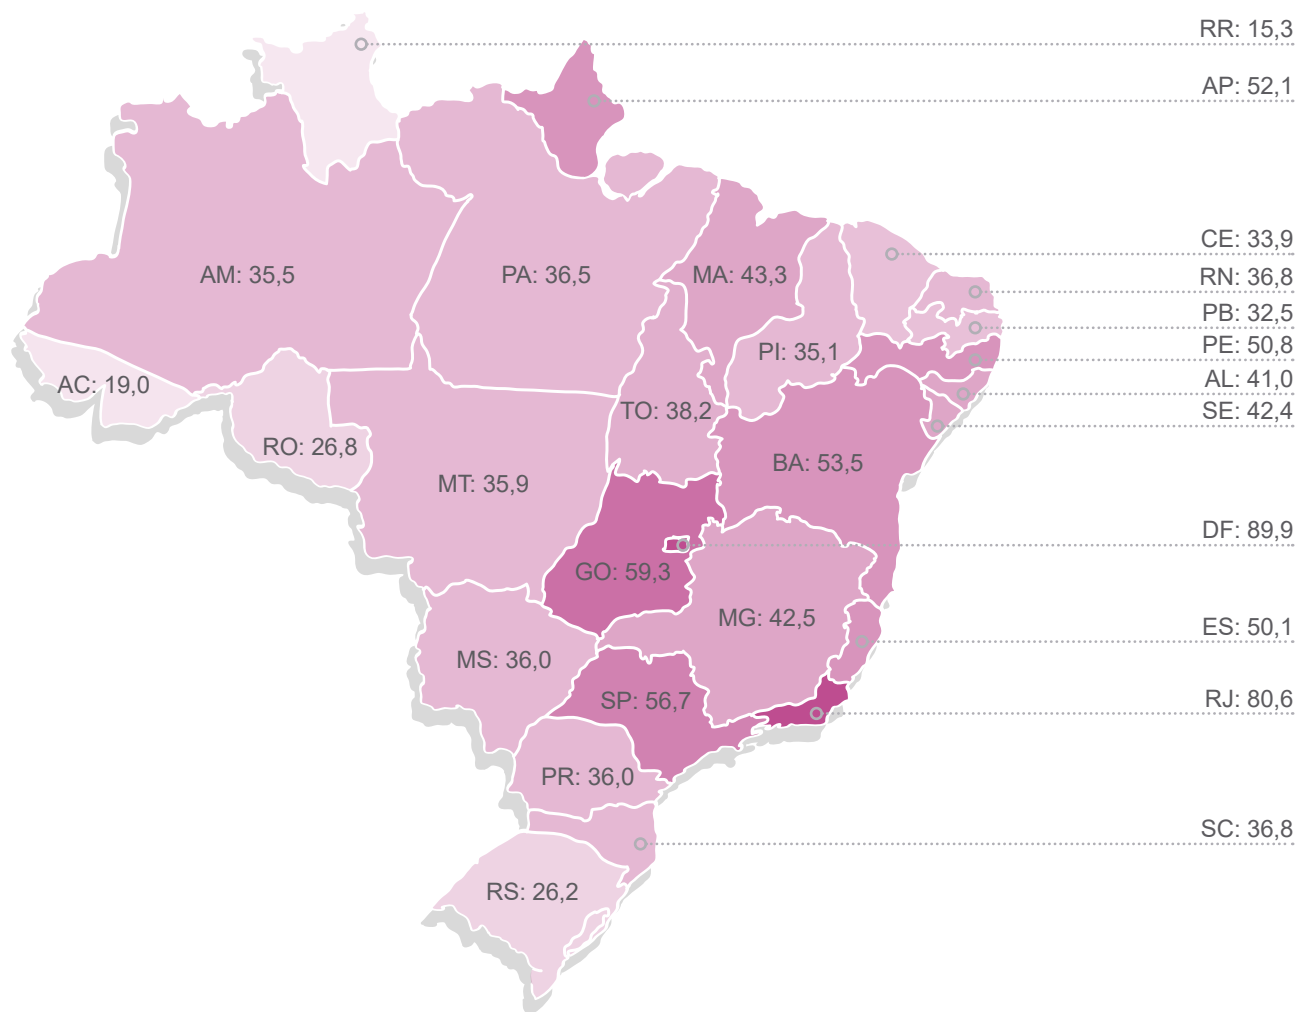 RR: 15,3
AP: 52,1
CE: 33,9
AM: 35,5
PA: 36,5
MA: 43,3
RN: 36,8
PB: 32,5
PE: 50,8
PI: 35,1
AL: 41,0
AC: 19,0
TO: 38,2
SE: 42,4
RO: 26,8
BA: 53,5
MT: 35,9
DF: 89,9
GO: 59,3
MG: 42,5
ES: 50,1
MS: 36,0
SP: 56,7
RJ: 80,6
PR: 36,0
SC: 36,8
RS: 26,2